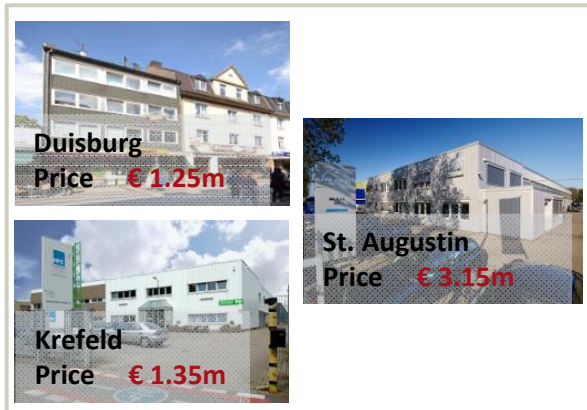 Duisburg
Price € 1.25m
St. Augustin
Price € 3.15m
Krefeld
Price € 1.35m